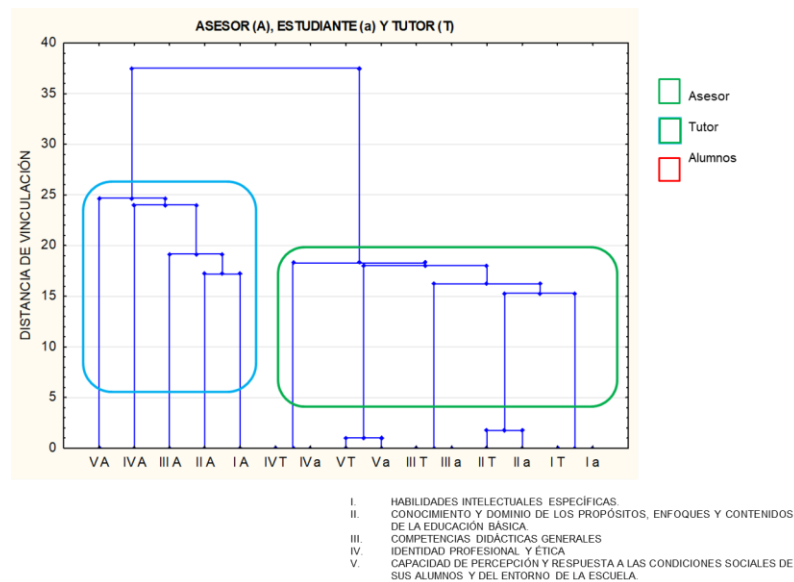 ASESOR (A), ESTUDIANTE (a) Y TUTOR (T)
40
35
30
25
20
15
10
5
0
DISTANCIA DE VINCULACIÓN
V A IV A III A II A I A IV T IV a V T V a III T III a II T II a I T I a
Asesor
Tutor
Alumnos
I. HABILIDADES INTELECTUALES ESPECÍFICAS.
II. CONOCIMIENTO Y DOMINIO DE LOS PROPÓSITOS, ENFOQUES Y CONTENIDOS
DE LA EDUCACIÓN BÁSICA.
III. COMPETENCIAS DIDÁCTICAS GENERALES
IV. IDENTIDAD PROFESIONAL Y ÉTICA
V. CAPACIDAD DE PERCEPCIÓN Y RESPUESTA A LAS CONDICIONES SOCIALES DE
SUS ALUMNOS Y DEL ENTORNO DE LA ESCUELA.